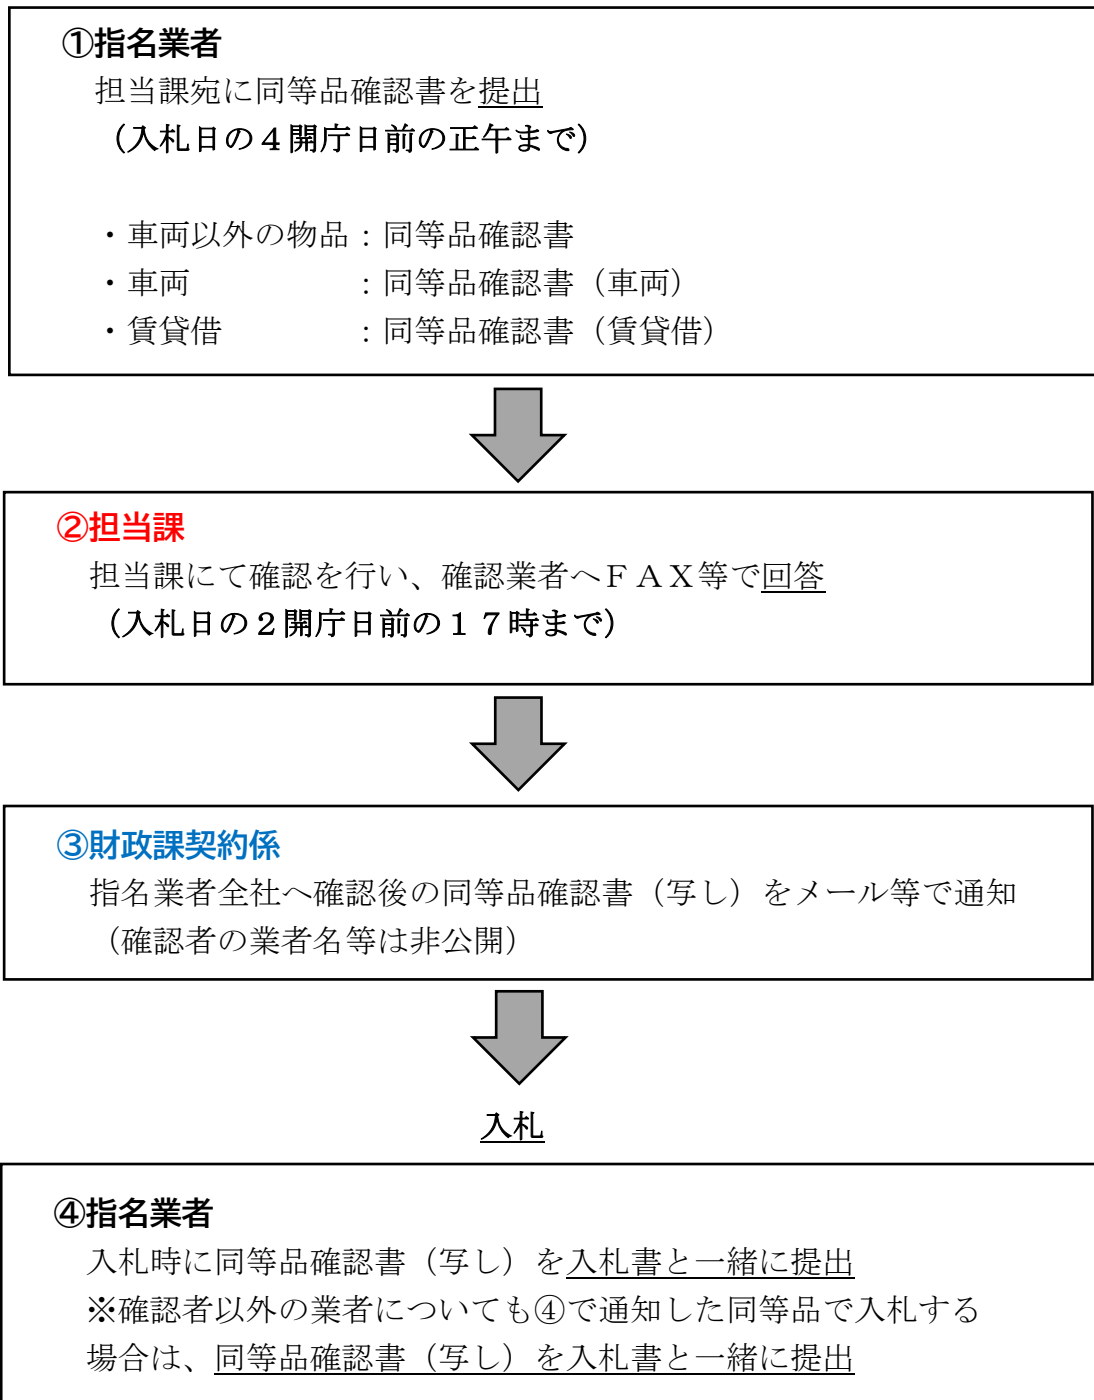 ①指名業者
担当課宛に同等品確認書を提出
（入札日の４開庁日前の正午まで）
・車両以外の物品：同等品確認書
・車両　　　　　：同等品確認書（車両）
・賃貸借　　　　：同等品確認書（賃貸借）
②担当課
担当課にて確認を行い、確認業者へＦＡＸ等で回答
（入札日の２開庁日前の１７時まで）
③財政課契約係
指名業者全社へ確認後の同等品確認書（写し）をメール等で通知
（確認者の業者名等は非公開）
入札
④指名業者
入札時に同等品確認書（写し）を入札書と一緒に提出
※確認者以外の業者についても④で通知した同等品で入札する
場合は、同等品確認書（写し）を入札書と一緒に提出